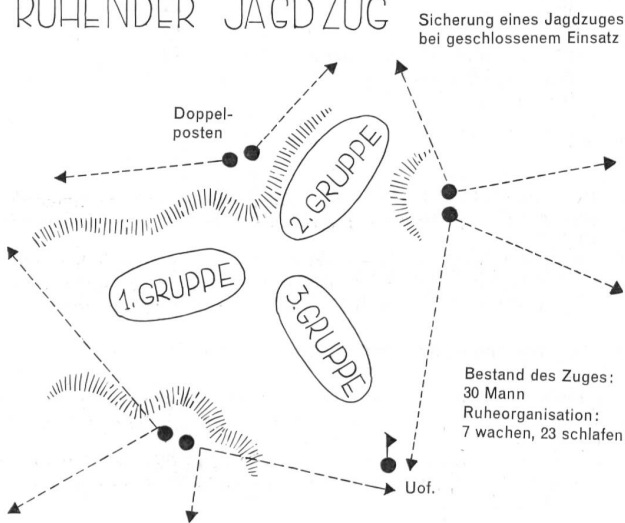 RUHENDER JAGDZUG
Sicherung eines Jagdzuges
bei geschlossenem Einsatz
Doppel-
posten
2. GRUPPE
1. GRUPPE
3. GRUPPE
Bestand des Zuges:
30 Mann
Ruheorganisation:
7 wachen, 23 schlafen
Uof.